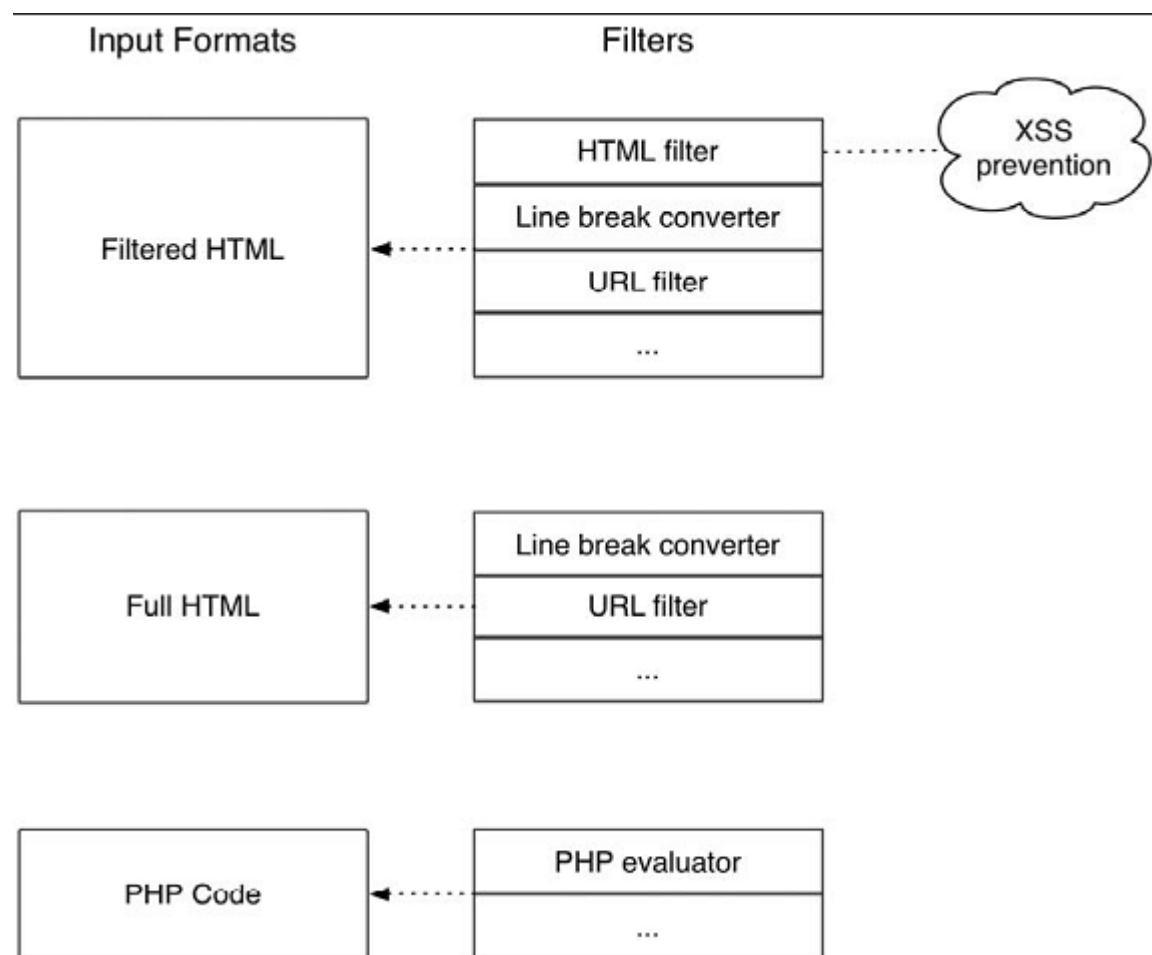 Input Formats
Filters
XSS
prevention
Filtered HTML
HTML filter
Line break converter
URL filter
...
Full HTML
Line break converter
URL filter
...
PHP Code
PHP evaluator
...